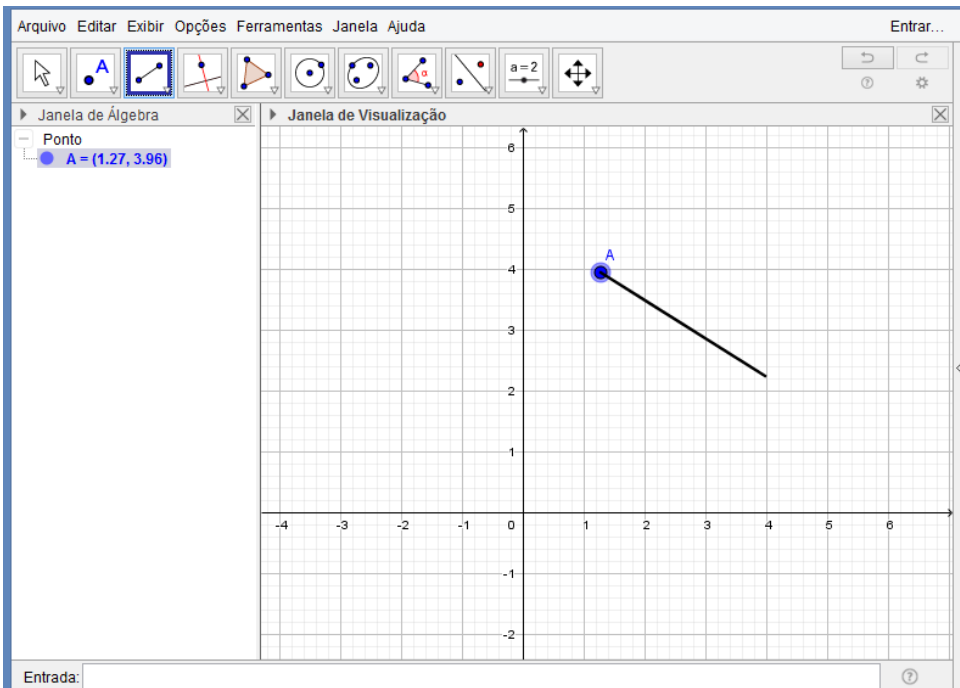 Arquivo Editar Exibir Opções Ferramentas Janela Ajuda Entrar...
A α a=2
Janela de Álgebra
Janela de Visualização
Ponto
A = (1.27, 3.96)
6
5
A
4
3
2
1
-4 -3 -2 -1 0 1 2 3 4 5 6
-1
-2
Entrada: